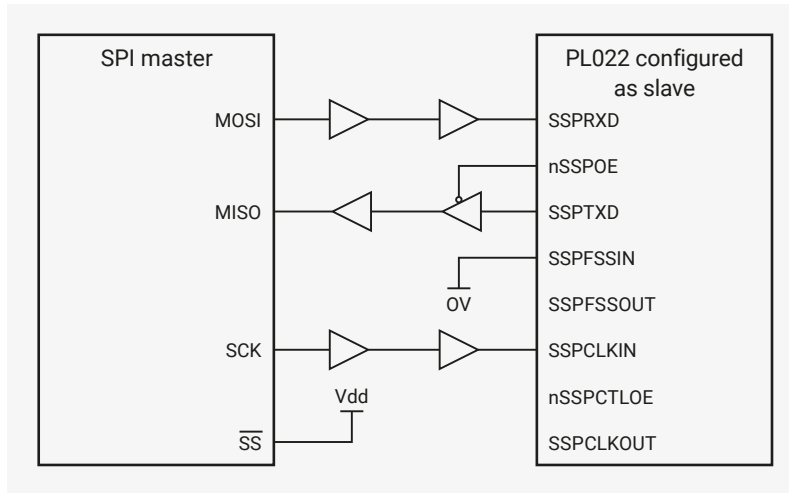 SPI master
PL022 configured
as slave
MOSI
SSPRXD
nSSPOE
MISO
SSPTXD
SSPFSSIN
0V
SSPFSSOUT
SCK
SSPCLKIN
Vdd
nSSPCTLOE
SS
SSPCLKOUT